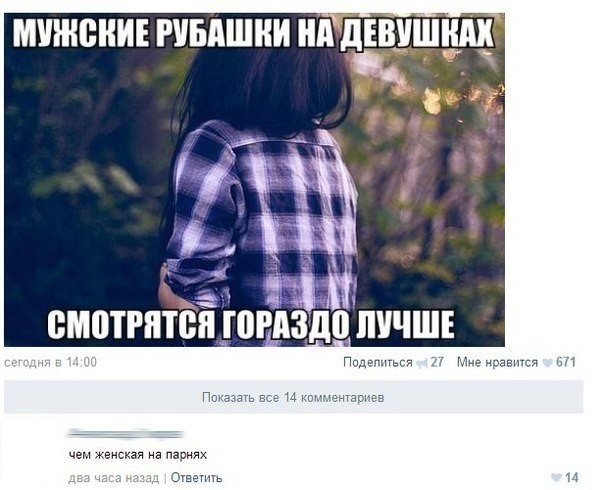 МУЖСКИЕ РУБАШКИ НА ДЕВУШКАХ
СМОТРЯТСЯ ГОРАЗДО ЛУЧШЕ
сегодня в 14:00 Поделиться 27 Мне нравится 671
Показать все 14 комментариев
чем женская на парнях
два часа назад | Ответить 14